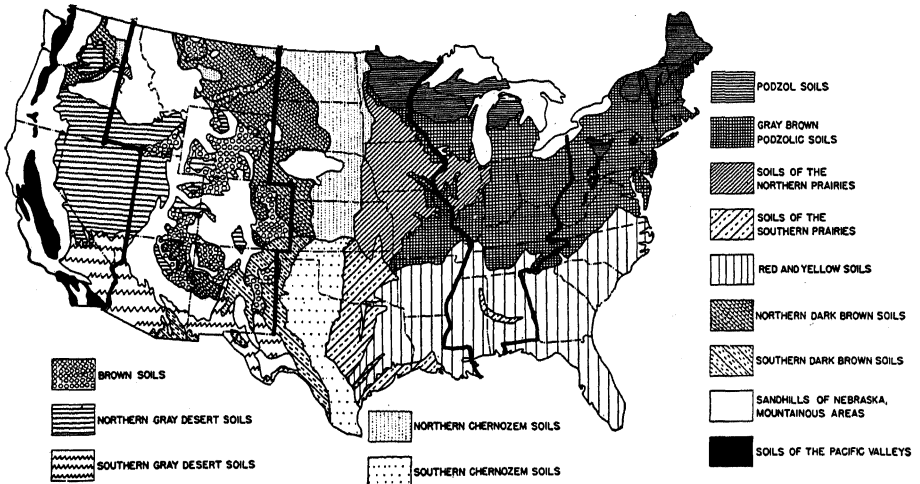 PODZOL SOILS
GRAY BROWN
PODZOLIC SOILS
SOILS OF THE
NORTHERN PRAIRIES
SOILS OF THE
SOUTHERN PRAIRIES
RED AND YELLOW SOILS
NORTHERN DARK BROWN SOILS
SOUTHERN DARK BROWN SOILS
SANDHILLS OF NEBRASKA,
MOUNTAINOUS AREAS
SOILS OF THE PACIFIC VALLEYS
BROWN SOILS
NORTHERN GRAY DESERT SOILS
SOUTHERN GRAY DESERT SOILS
NORTHERN CHERNOZEM SOILS
SOUTHERN CHERNOZEM SOILS